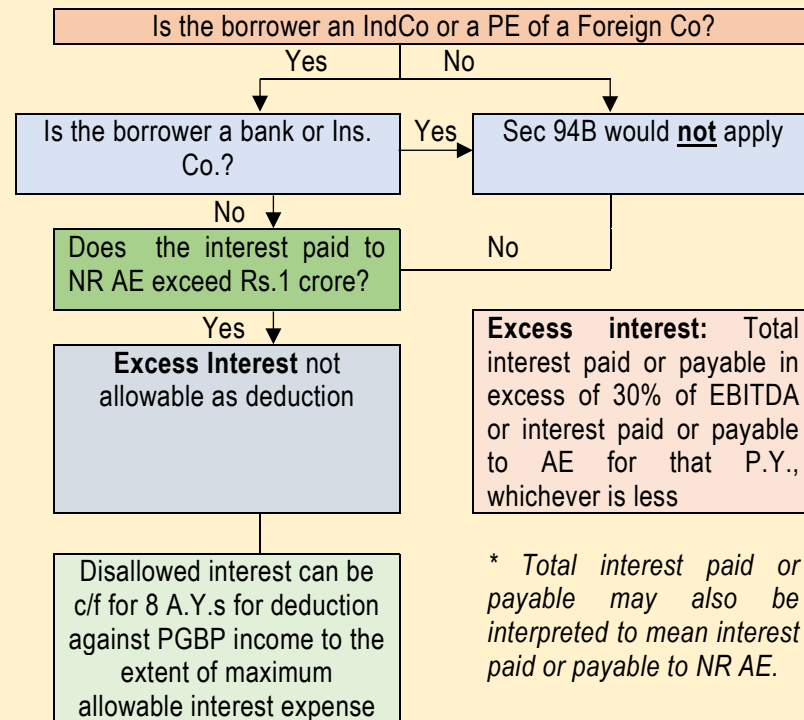 Is the borrower an IndCo or a PE of a Foreign Co?
Yes No
Is the borrower a bank or Ins.
Co.?
Yes
Sec 94B would not apply
No
Does the interest paid to
NR AE exceed Rs.1 crore?
No
Yes
Excess Interest not
allowable as deduction
Excess interest: Total
interest paid or payable in
excess of 30% of EBITDA
or interest paid or payable
to AE for that P.Y.,
whichever is less
Disallowed interest can be
c/f for 8 A.Y.s for deduction
against PGBP income to the
extent of maximum
allowable interest expense
* Total interest paid or
payable may also be
interpreted to mean interest
paid or payable to NR AE.